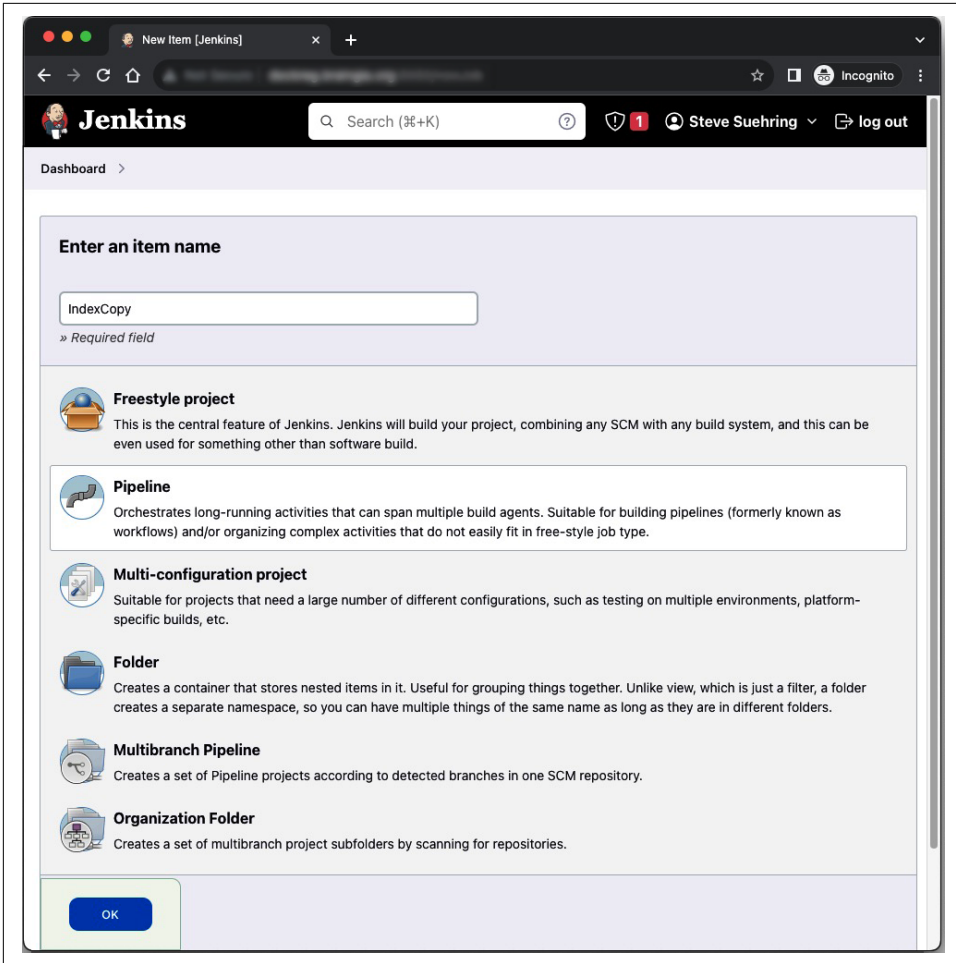 New Item [Jenkins]
Incognito
Jenkins
Search (⌘+K)
1
Steve Suehring
log out
Dashboard
Enter an item name
IndexCopy
» Required field
Freestyle project
This is the central feature of Jenkins. Jenkins will build your project, combining any SCM with any build system, and this can be
even used for something other than software build.
Pipeline
Orchestrates long-running activities that can span multiple build agents. Suitable for building pipelines (formerly known as
workflows) and/or organizing complex activities that do not easily fit in free-style job type.
Multi-configuration project
Suitable for projects that need a large number of different configurations, such as testing on multiple environments, platform-
specific builds, etc.
Folder
Creates a container that stores nested items in it. Useful for grouping things together. Unlike view, which is just a filter, a folder
creates a separate namespace, so you can have multiple things of the same name as long as they are in different folders.
Multibranch Pipeline
Creates a set of Pipeline projects according to detected branches in one SCM repository.
Organization Folder
Creates a set of multibranch project subfolders by scanning for repositories.
OK